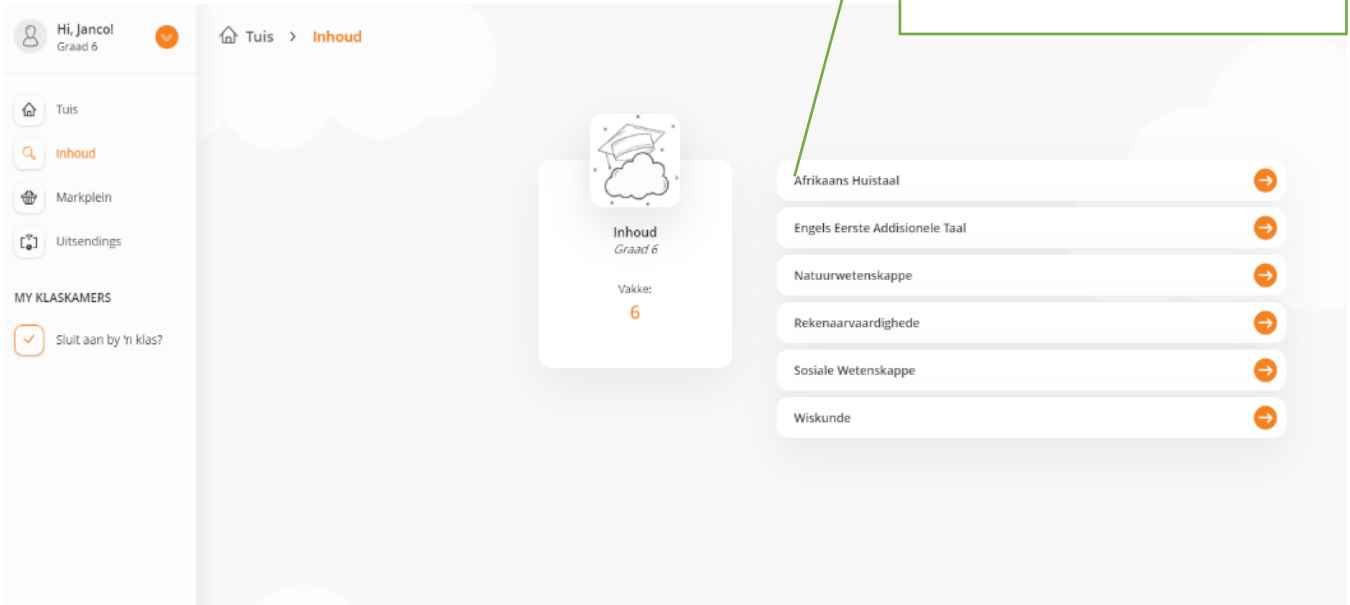 Hi, Janco!
Graad 6
Tuis > Inhoud
Tuis
Inhoud
Markplein
Uitsendings
MY KLASKAMERS
Sluit aan by 'n klas?
Inhoud
Graad 6
Vakke:
6
Afrikaans Huistaal
Engels Eerste Addisionele Taal
Natuurwetenskappe
Rekenaarvaardighede
Sosiale Wetenskappe
Wiskunde